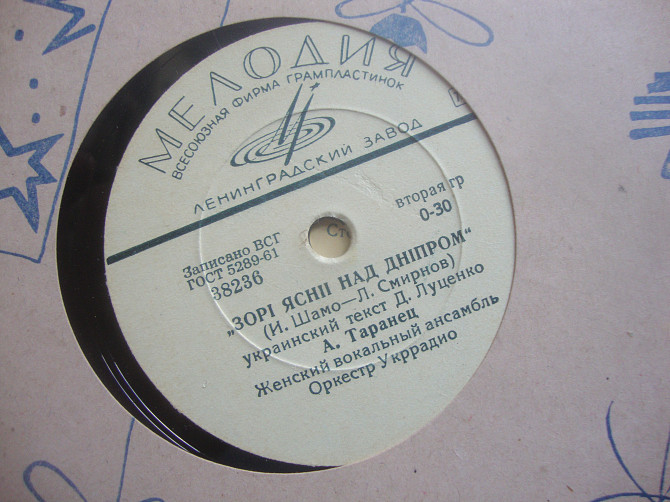 МЕЛОДИЯ
ВСЕСОЮЗНАЯ ФИРМА ГРАМПЛАСТИНОК
ЛЕНИНГРАДСКИЙ ЗАВОД
Записано ВСГ
ГОСТ 5289-61
38236
вторая гр
0-30
„ЗОРІ ЯСНІІ НАД ДНІПРОМ“
(И. Шамо—Л. Смирнов)
украинский текст Д. Луценко
А. Таранец
Женский вокальный ансамбль
Оркестр Укррадио